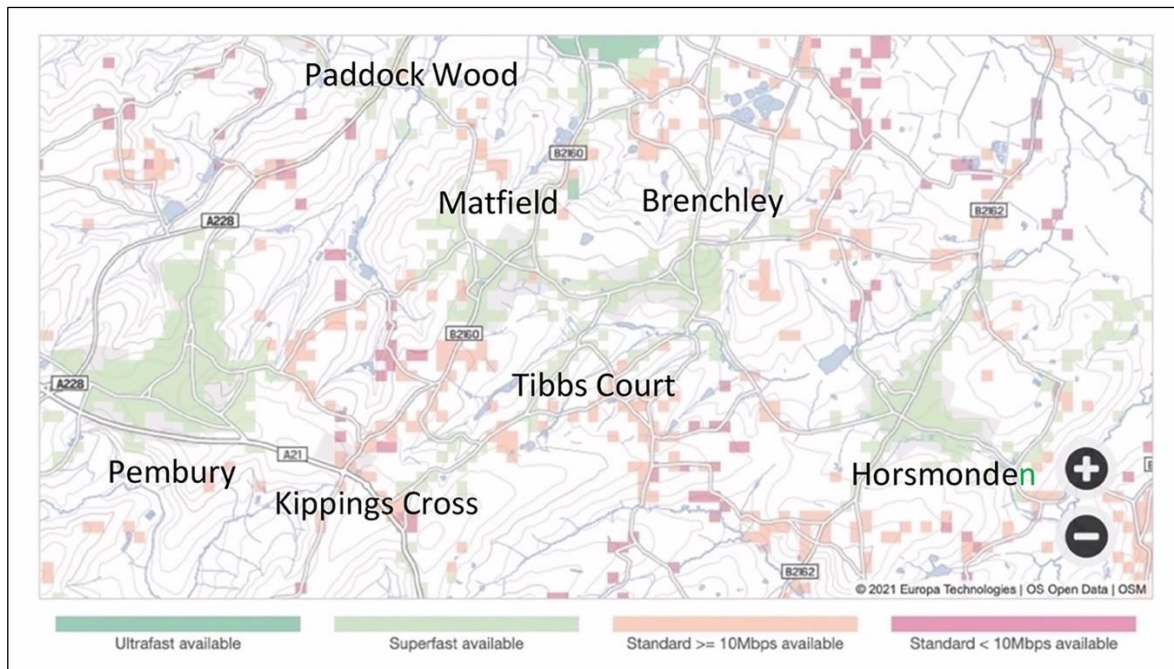 Paddock Wood
B2160
Matfield
Brenchley
A228
B2162
B2160
A228
Tibbs Court
A21
Pembury
Kippings Cross
Horsmonden
+
−
B2162
© 2021 Europa Technologies | OS Open Data | OSM
Ultrafast available
Superfast available
Standard >= 10Mbps available
Standard < 10Mbps available